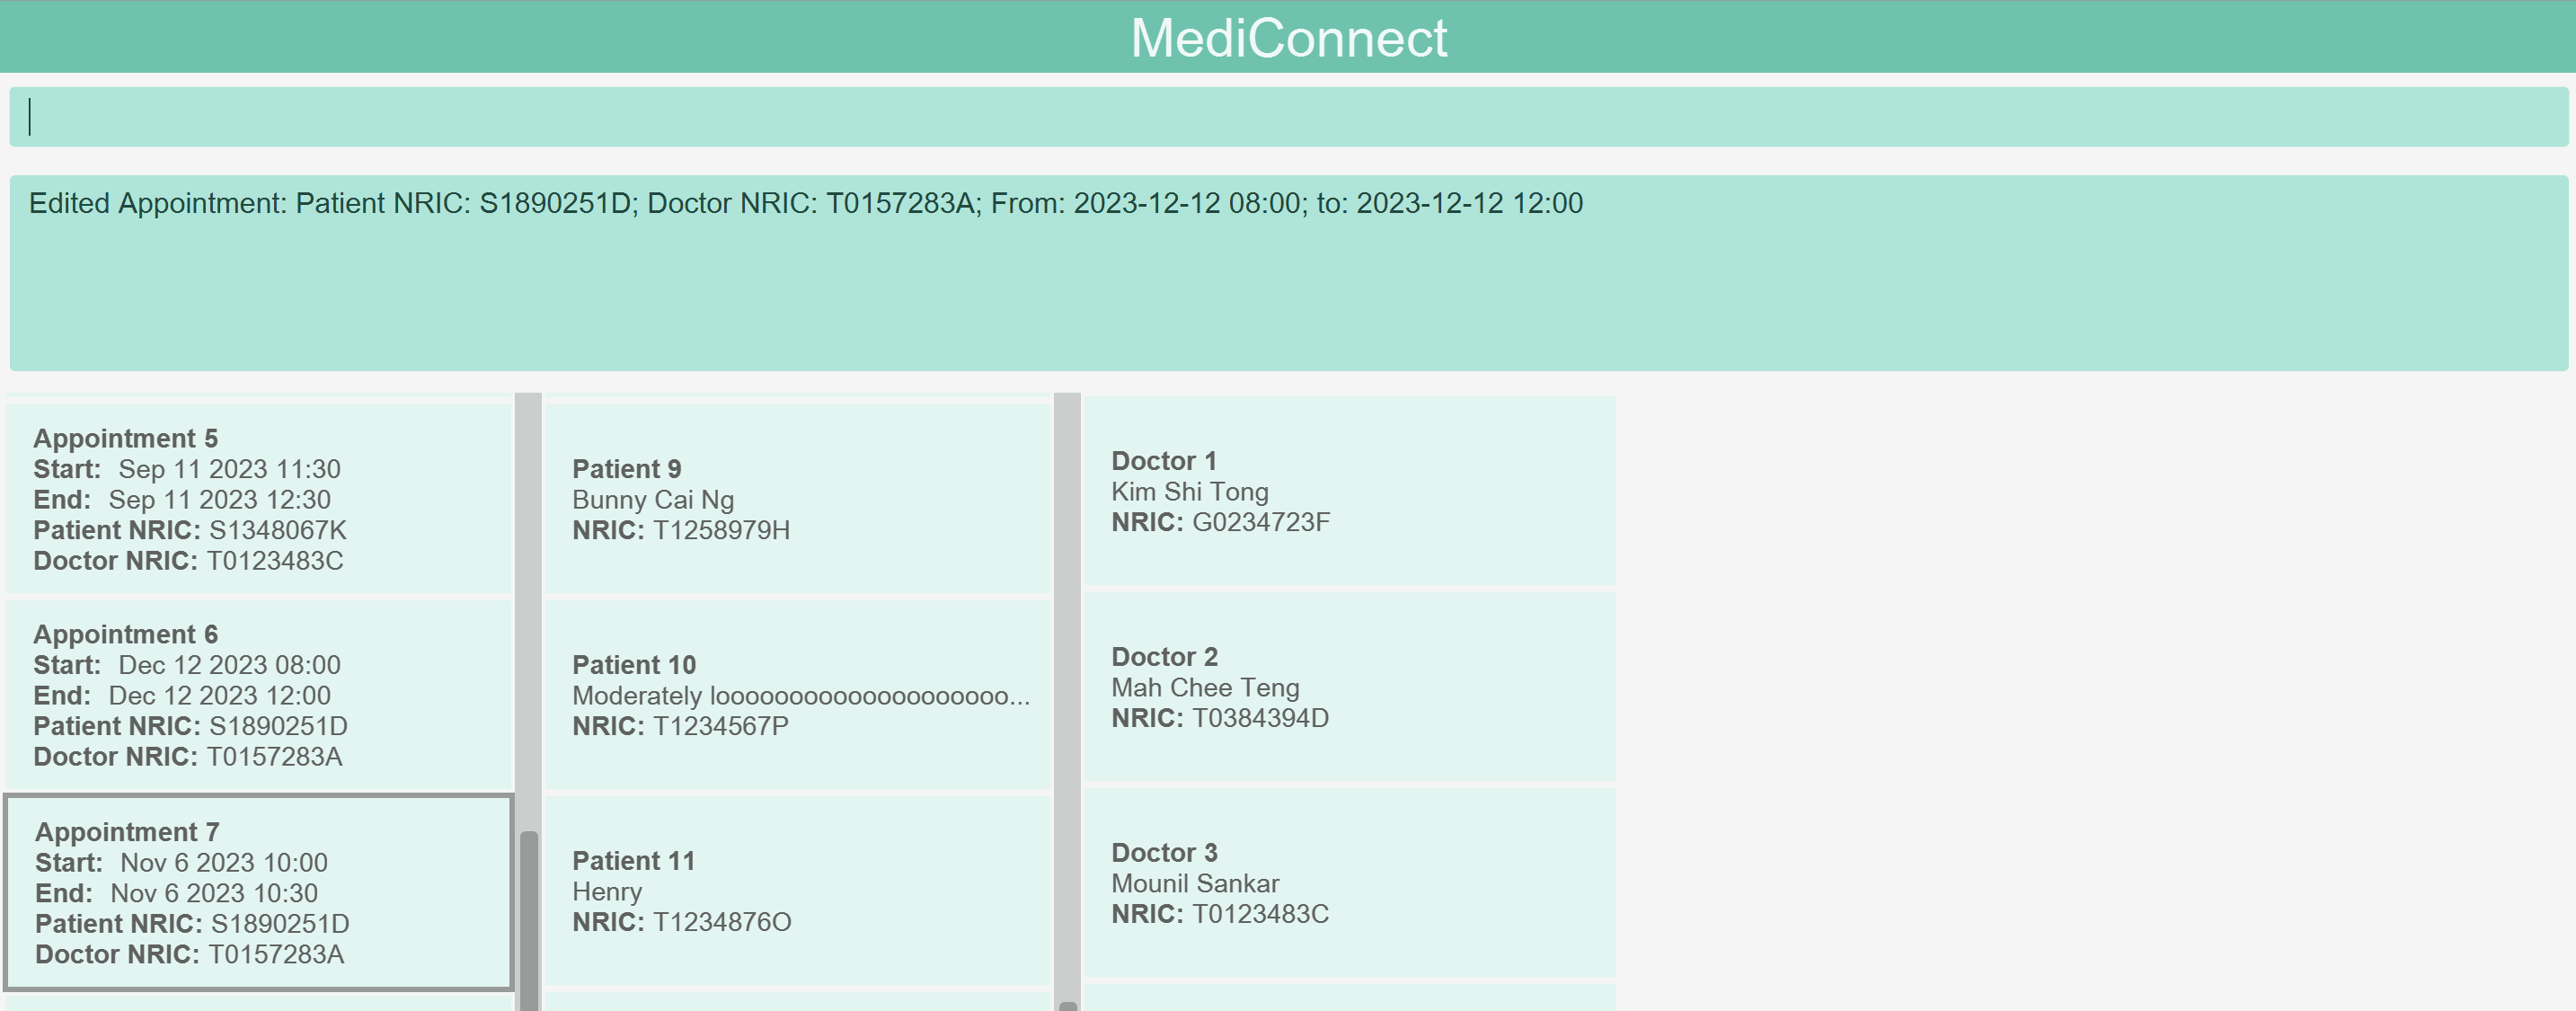 MediConnect
Edited Appointment: Patient NRIC: S1890251D; Doctor NRIC: T0157283A; From: 2023-12-12 08:00; to: 2023-12-12 12:00
Appointment 5
Start: Sep 11 2023 11:30
End: Sep 11 2023 12:30
Patient NRIC: S1348067K
Doctor NRIC: T0123483C
Appointment 6
Start: Dec 12 2023 08:00
End: Dec 12 2023 12:00
Patient NRIC: S1890251D
Doctor NRIC: T0157283A
Appointment 7
Start: Nov 6 2023 10:00
End: Nov 6 2023 10:30
Patient NRIC: S1890251D
Doctor NRIC: T0157283A
Patient 9
Bunny Cai Ng
NRIC: T1258979H
Patient 10
Moderately loooooooooooooooooooo...
NRIC: T1234567P
Patient 11
Henry
NRIC: T1234876O
Doctor 1
Kim Shi Tong
NRIC: G0234723F
Doctor 2
Mah Chee Teng
NRIC: T0384394D
Doctor 3
Mounil Sankar
NRIC: T0123483C